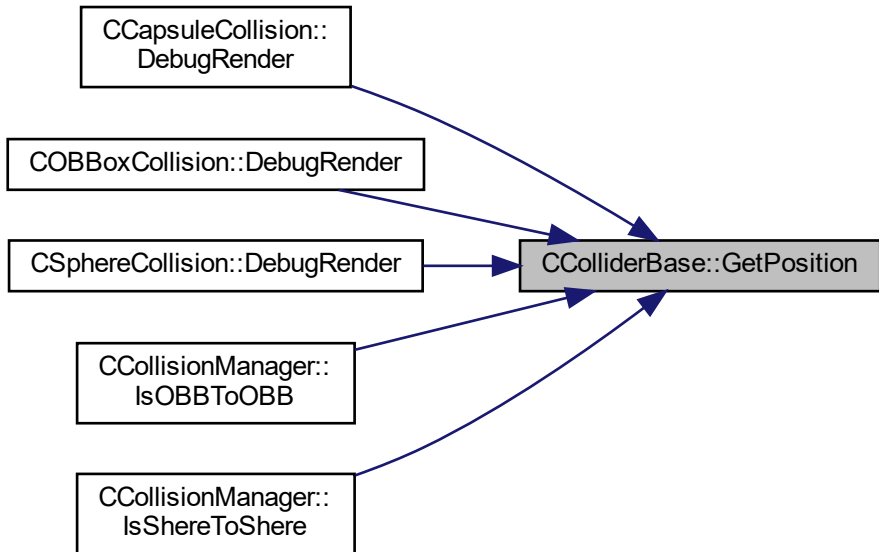 CCapsuleCollision::
DebugRender
COBBoxCollision::DebugRender
CSphereCollision::DebugRender
CColliderBase::GetPosition
CCollisionManager::
IsOBBToOBB
CCollisionManager::
IsShereToShere